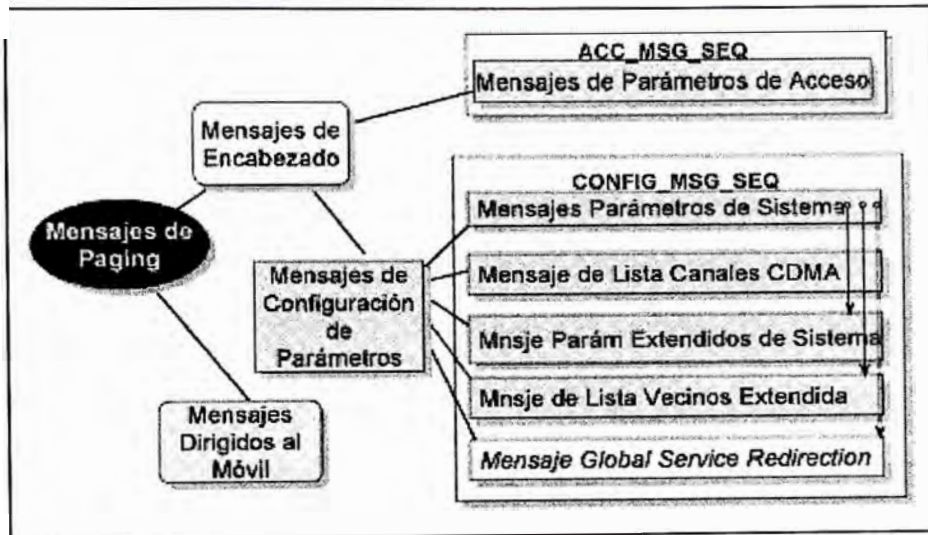 ACC_MSG_SEQ
Mensajes de Parámetros de Acceso
Mensajes de
Encabezado
CONFIG_MSG_SEQ
Mensajes Parámetros de Sistema
Mensajes de
Paging
Mensaje de Lista Canales CDMA
Mensajes de
Configuración
de
Parámetros
Mnsje Parám Extendidos de Sistema
Mnsje de Lista Vecinos Extendida
Mensajes
Dirigidos al
Móvil
Mensaje Global Service Redirection